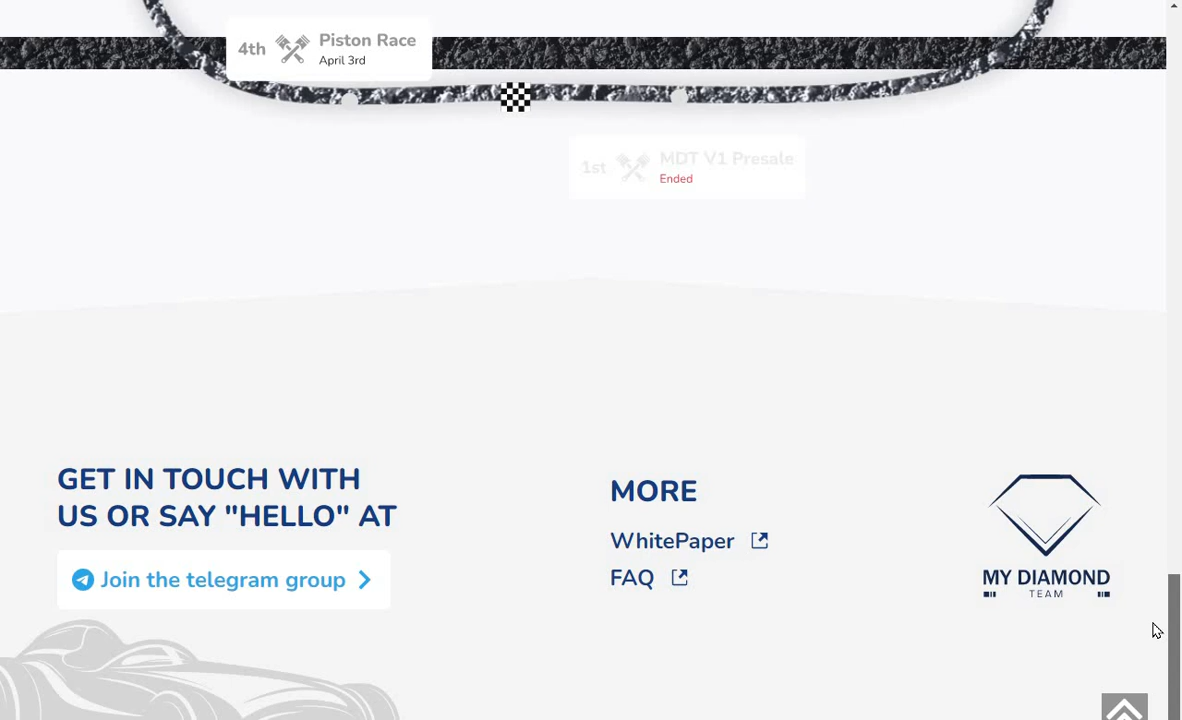 4th
Piston Race
April 3rd
1st
MDT V1 Presale
Ended
GET IN TOUCH WITH
US OR SAY "HELLO" AT
Join the telegram group
MORE
WhitePaper
FAQ
MY DIAMOND
TEAM